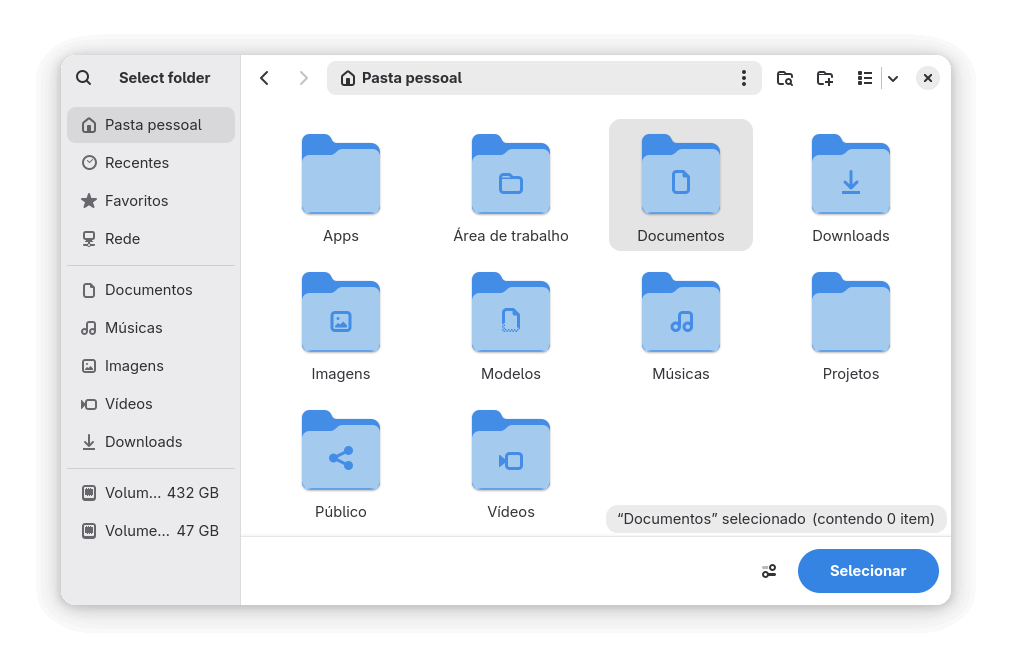 Select folder
Pasta pessoal
Pasta pessoal
Recentes
Favoritos
Rede
Documentos
Músicas
Imagens
Vídeos
Downloads
Volum... 432 GB
Volume... 47 GB
Apps
Área de trabalho
Documentos
Downloads
Imagens
Modelos
Músicas
Projetos
Público
Vídeos
“Documentos” selecionado (contendo 0 item)
Selecionar